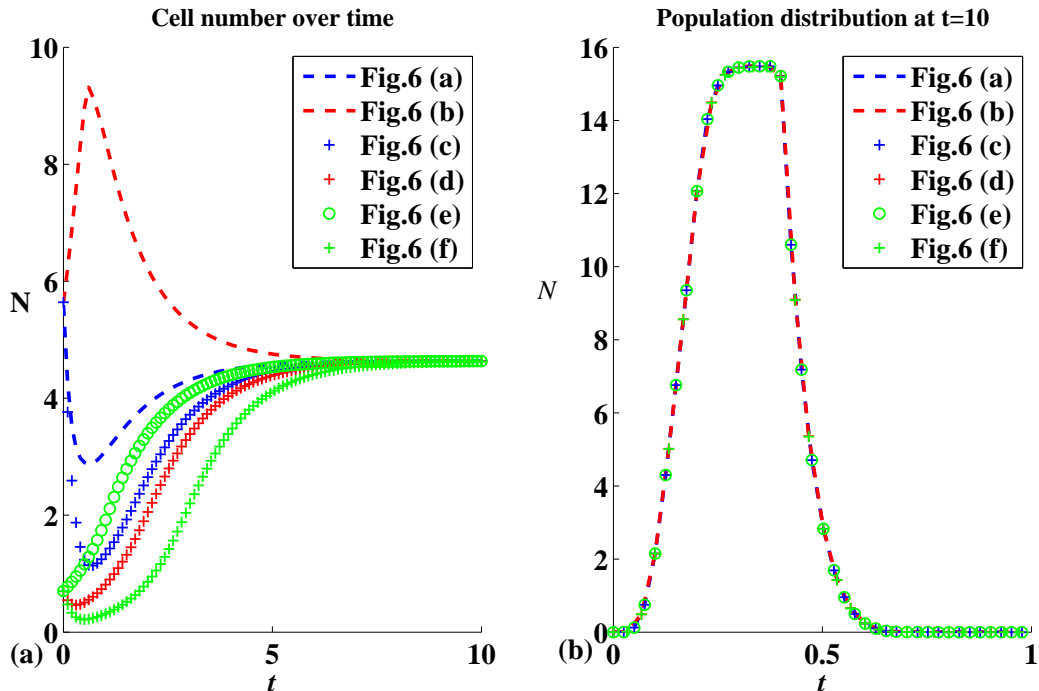 Cell number over time
10
8
6
N
4
2
0
0
5
10
(a)
t
Fig.6 (a)
Fig.6 (b)
Fig.6 (c)
Fig.6 (d)
Fig.6 (e)
Fig.6 (f)
Population distribution at t=10
16
14
12
10
N
8
6
4
2
0
0
0.5
1
(b)
t
Fig.6 (a)
Fig.6 (b)
Fig.6 (c)
Fig.6 (d)
Fig.6 (e)
Fig.6 (f)